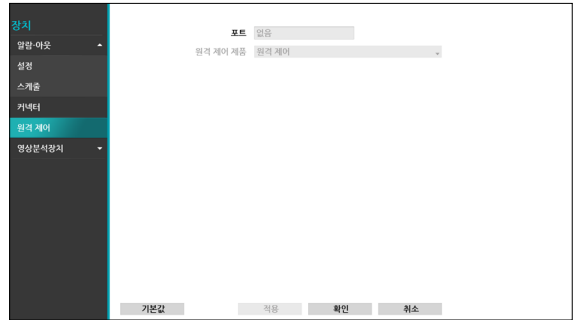 장치
알람-아웃
설정
스케줄
커넥터
원격 제어
영상분석장치
포트 없음
원격 제어 제품 원격 제어
기본값 적용 확인 취소